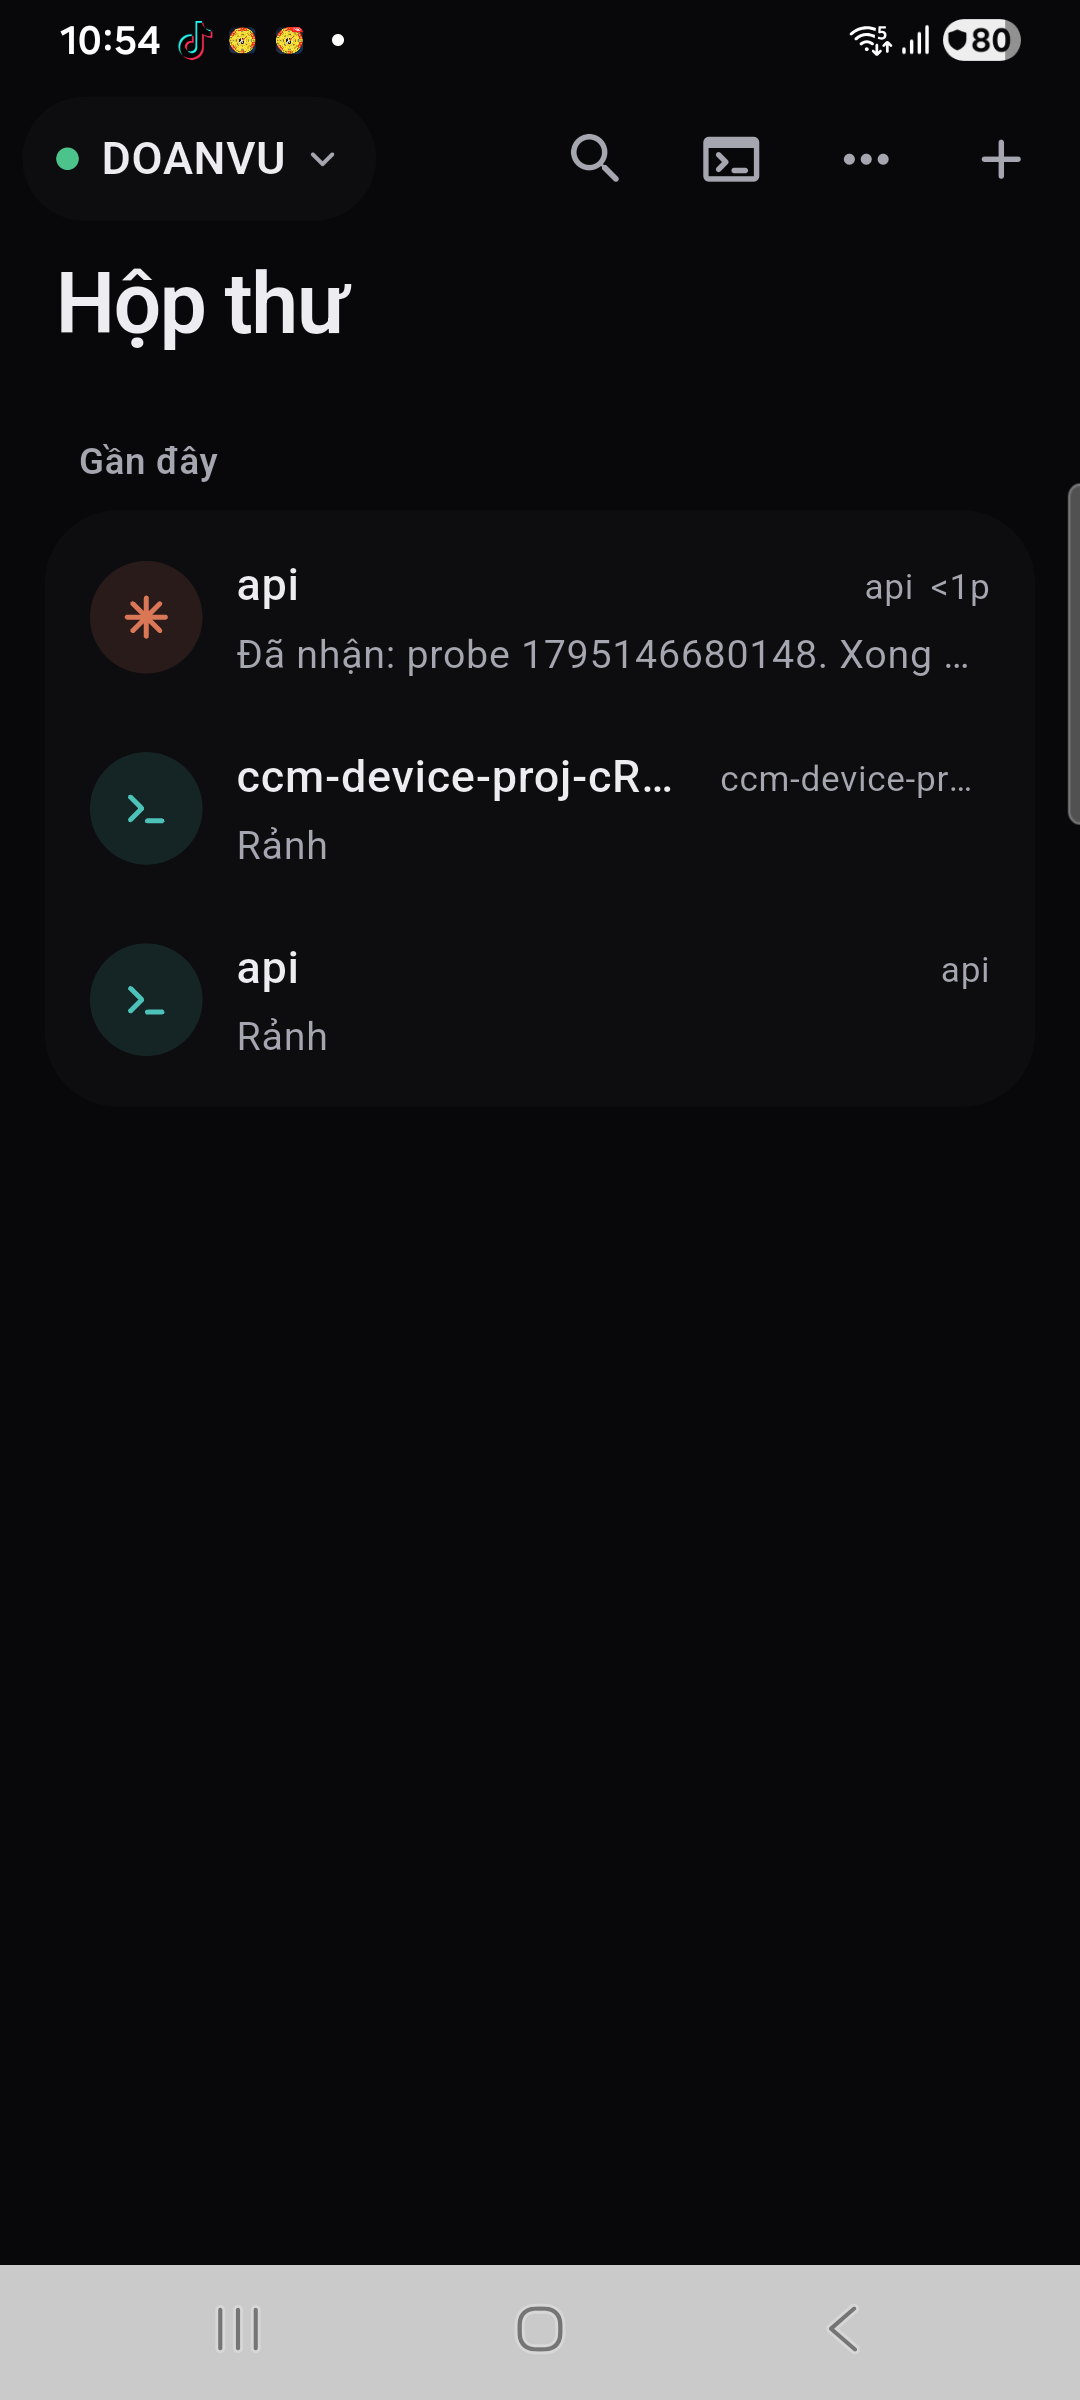 10:54
5
80
DOANVU
Hộp thư
Gần đây
api
api <1p
Đã nhận: probe 1795146680148. Xong ...
ccm-device-proj-cR...
ccm-device-pr...
Rảnh
api
api
Rảnh